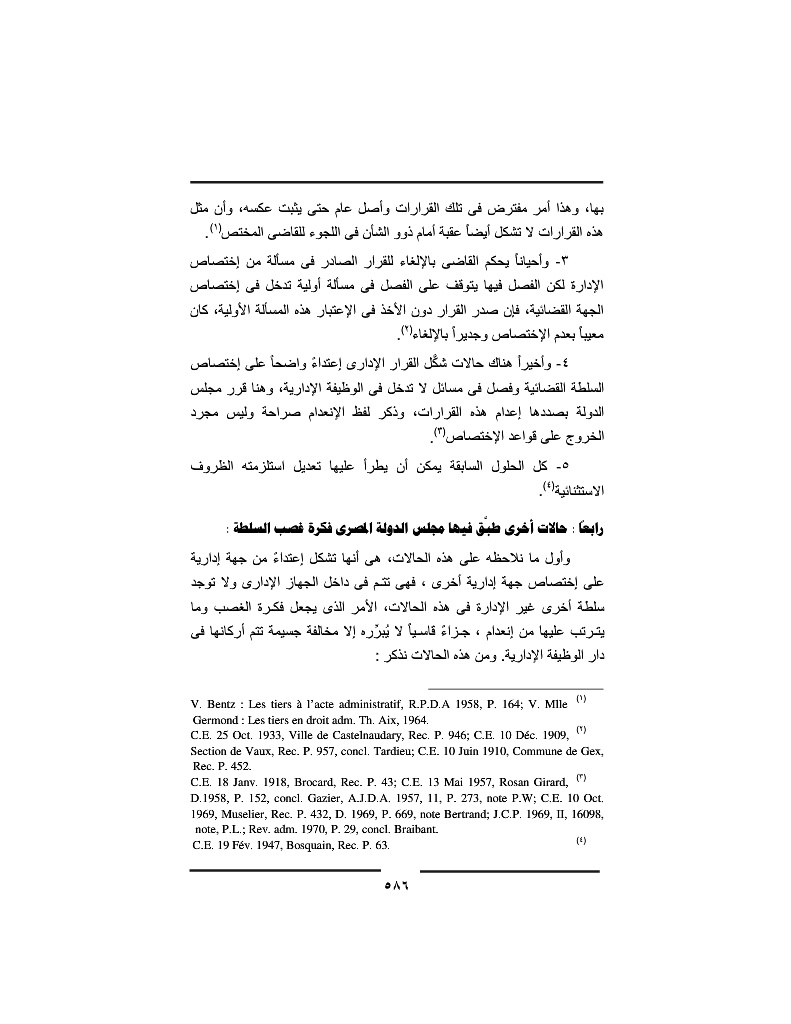 بها، وهذا أمر مفترض فى تلك القرارات وأصل عام حتى يثبت عكسه، وأن مثل
هذه القرارات لا تشكل أيضاً عقبة أمام ذوو الشأن فى اللجوء للقاضى المختص(١).
٣- وأحياناً يحكم القاضى بالإلغاء للقرار الصادر فى مسألة من إختصاص
الإدارة لكن الفصل فيها يتوقف على الفصل فى مسألة أولية تدخل فى إختصاص
الجهة القضائية، فإن صدر القرار دون الأخذ فى الإعتبار هذه المسألة الأولية، كان
معيباً بعدم الإختصاص وجديراً بالإلغاء(٢).
٤- وأخيراً هناك حالات شكَّل القرار الإدارى إعتداءً واضحاً على إختصاص
السلطة القضائية وفصل فى مسائل لا تدخل فى الوظيفة الإدارية، وهنا قرر مجلس
الدولة بصددها إعدام هذه القرارات، وذكر لفظ الإنعدام صراحة وليس مجرد
الخروج على قواعد الإختصاص(٣).
٥- كل الحلول السابقة يمكن أن يطرأ عليها تعديل استلزمته الظروف
الاستثنائية(٤).
رابعاً : حالات أخرى طبَّق فيها مجلس الدولة المصرى فكرة غصب السلطة :
وأول ما نلاحظه على هذه الحالات، هى أنها تشكل إعتداءً من جهة إدارية
على إختصاص جهة إدارية أخرى ، فهى تتم فى داخل الجهاز الإدارى ولا توجد
سلطة أخرى غير الإدارة فى هذه الحالات، الأمر الذى يجعل فكرة الغصب وما
يترتب عليها من إنعدام ، جزاءً قاسياً لا يُبرِّره إلا مخالفة جسيمة تتم أركانها فى
دار الوظيفة الإدارية. ومن هذه الحالات نذكر :
(١) V. Bentz : Les tiers à l’acte administratif, R.P.D.A 1958, P. 164; V. Mlle
Germond : Les tiers en droit adm. Th. Aix, 1964.
(٢) C.E. 25 Oct. 1933, Ville de Castelnaudary, Rec. P. 946; C.E. 10 Déc. 1909,
Section de Vaux, Rec. P. 957, concl. Tardieu; C.E. 10 Juin 1910, Commune de Gex,
Rec. P. 452.
(٣) C.E. 18 Janv. 1918, Brocard, Rec. P. 43; C.E. 13 Mai 1957, Rosan Girard,
D.1958, P. 152, concl. Gazier, A.J.D.A. 1957, 11, P. 273, note P.W; C.E. 10 Oct.
1969, Muselier, Rec. P. 432, D. 1969, P. 669, note Bertrand; J.C.P. 1969, II, 16098,
note, P.L.; Rev. adm. 1970, P. 29, concl. Braibant.
(٤) C.E. 19 Fév. 1947, Bosquain, Rec. P. 63.
٥٨٦